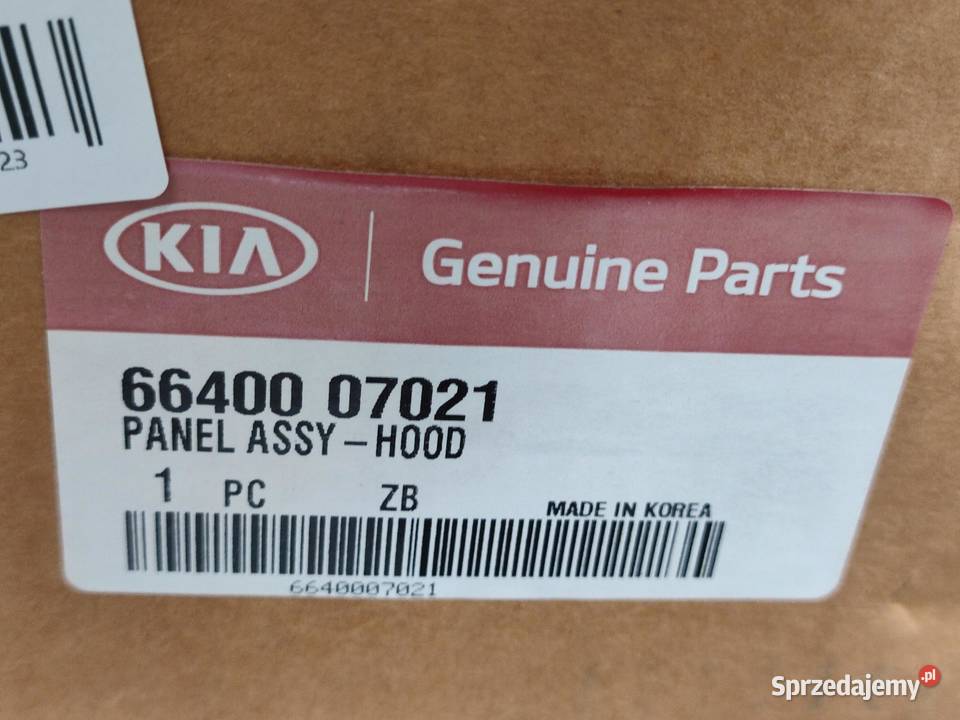 23
KIA Genuine Parts
66400 07021
PANEL ASSY-HOOD
1 PC ZB MADE IN KOREA
6640007021
Sprzedajemy.pl